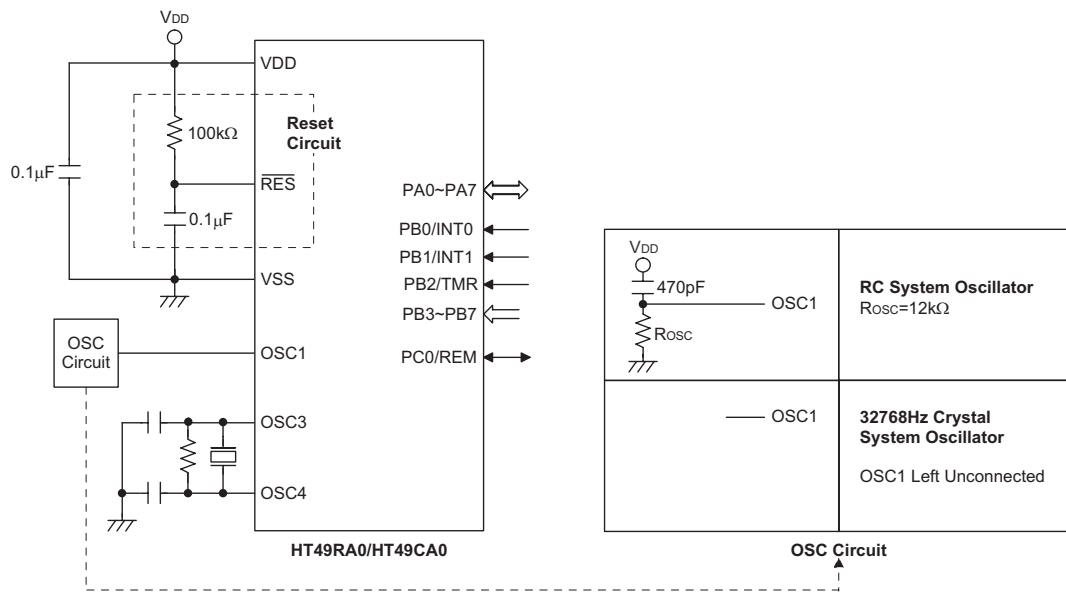 VDD
VDD
100kΩ
Reset
Circuit
0.1μF
RES
0.1μF
VSS
OSC
Circuit
OSC1
OSC3
OSC4
PA0~PA7
PB0/INT0
PB1/INT1
PB2/TMR
PB3~PB7
PC0/REM
HT49RA0/HT49CA0
VDD
470pF
OSC1
ROSC
RC System Oscillator
ROSC=12kΩ
OSC1
32768Hz Crystal
System Oscillator
OSC1 Left Unconnected
OSC Circuit